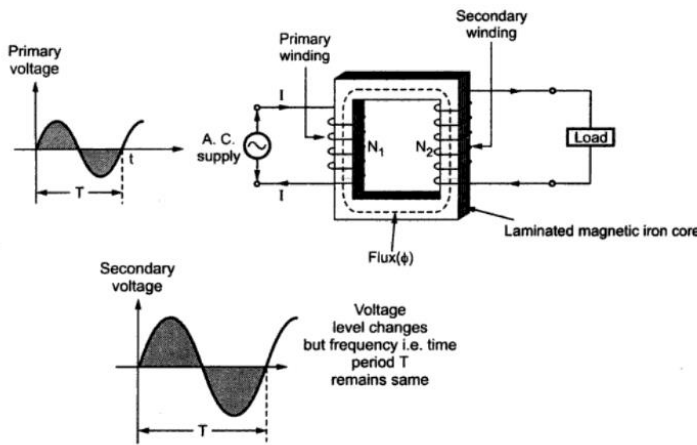 Primary
voltage
t
T
Primary
winding
Secondary
winding
I
A. C.
supply
N1
N2
Load
I
Laminated magnetic iron core
Flux(ϕ)
Secondary
voltage
t
T
Voltage
level changes
but frequency i.e. time
period T
remains same